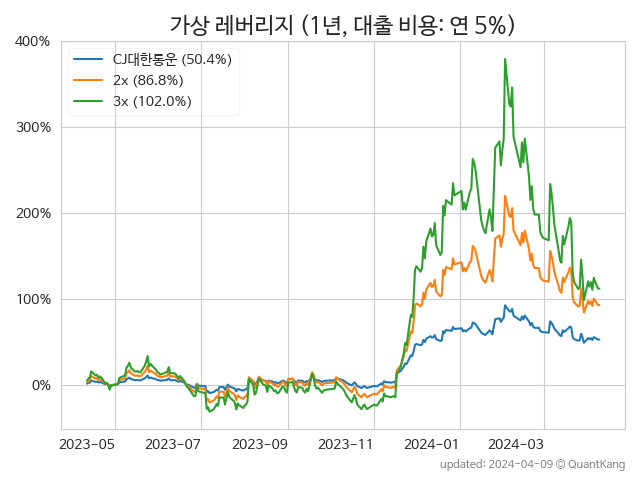 가상 레버리지 (1년, 대출 비용: 연 5%)
400%
300%
200%
100%
0%
CJ대한통운 (50.4%)
2x (86.8%)
3x (102.0%)
2023-05
2023-07
2023-09
2023-11
2024-01
2024-03
updated: 2024-04-09 © QuantKang